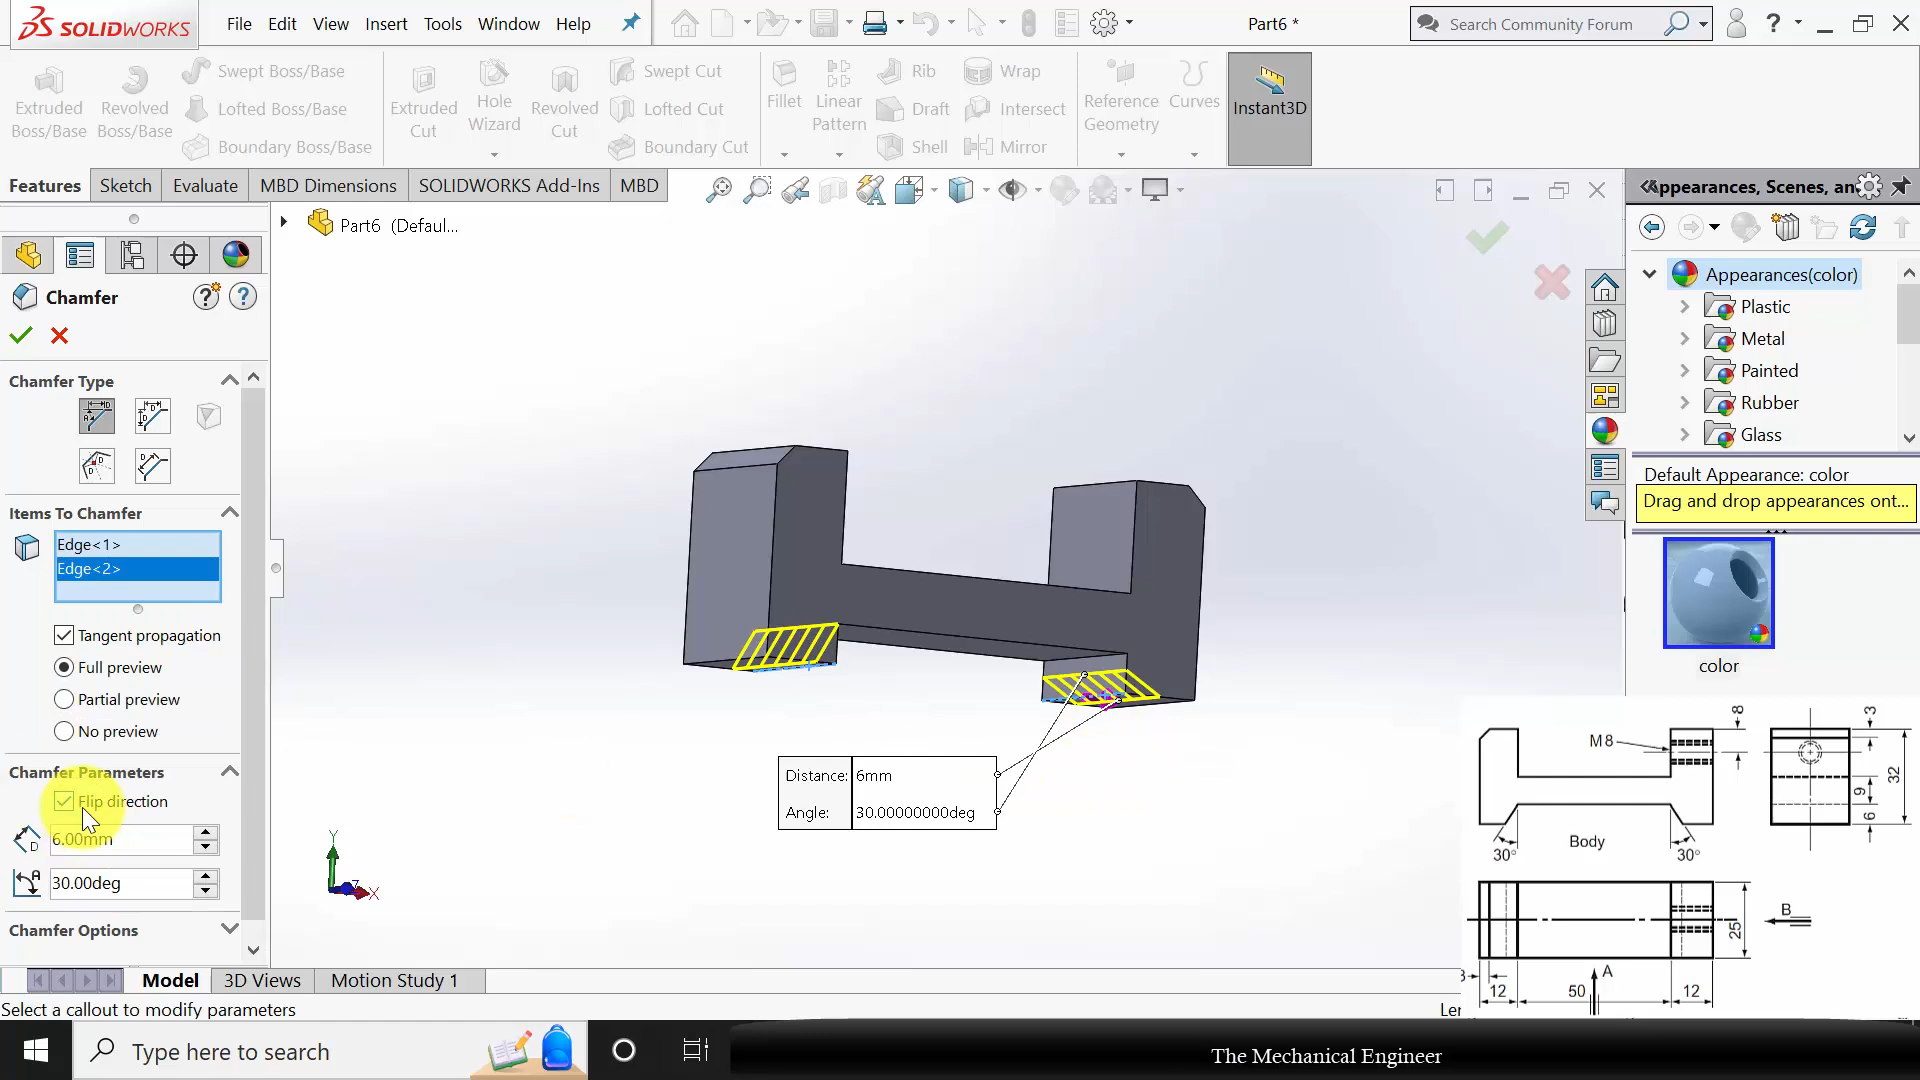 SOLIDWORKS File Edit View Insert Tools Window Help Part6 * Search Community Forum ?
Extruded Boss/Base
Revolved Boss/Base
Swept Boss/Base
Lofted Boss/Base
Boundary Boss/Base
Extruded Cut
Hole Wizard
Revolved Cut
Swept Cut
Lofted Cut
Boundary Cut
Fillet
Linear Pattern
Rib
Draft
Shell
Wrap
Intersect
Mirror
Reference Geometry
Curves
Instant3D
Features Sketch Evaluate MBD Dimensions SOLIDWORKS Add-Ins MBD
Appearances, Scenes, an
Part6 (Defaul...
Chamfer
Chamfer Type
Items To Chamfer
Edge<1>
Edge<2>
Tangent propagation
Full preview
Partial preview
No preview
Chamfer Parameters
Flip direction
6.00mm
30.00deg
Chamfer Options
Distance: 6mm
Angle: 30.00000000deg
Y
Z
X
Appearances(color)
Plastic
Metal
Painted
Rubber
Glass
Default Appearance: color
Drag and drop appearances ont...
color
M8
8
3
32
9
6
30°
Body
30°
25
B
A
12
50
12
Model 3D Views Motion Study 1
Select a callout to modify parameters
Ler
Type here to search
The Mechanical Engineer